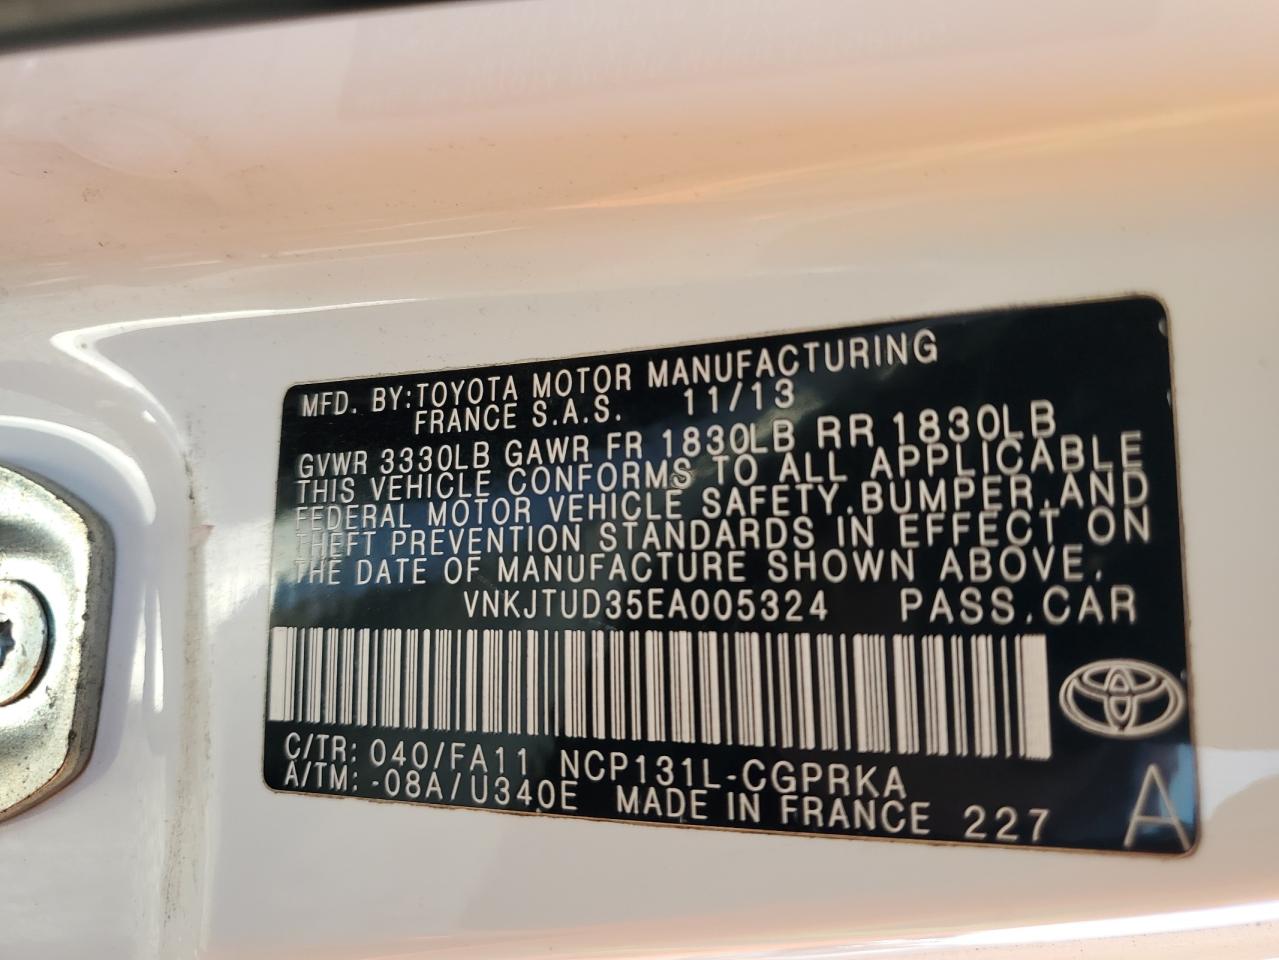 MFD. BY:TOYOTA MOTOR MANUFACTURING
FRANCE S.A.S. 11/13
GVWR 3330LB GAWR FR 1830LB RR 1830LB
THIS VEHICLE CONFORMS TO ALL APPLICABLE
FEDERAL MOTOR VEHICLE SAFETY,BUMPER,AND
THEFT PREVENTION STANDARDS IN EFFECT ON
THE DATE OF MANUFACTURE SHOWN ABOVE.
VNKJTUD35EA005324 PASS.CAR
C/TR: 040/FA11 NCP131L-CGPRKA
A/TM: -08A/U340E MADE IN FRANCE 227 A